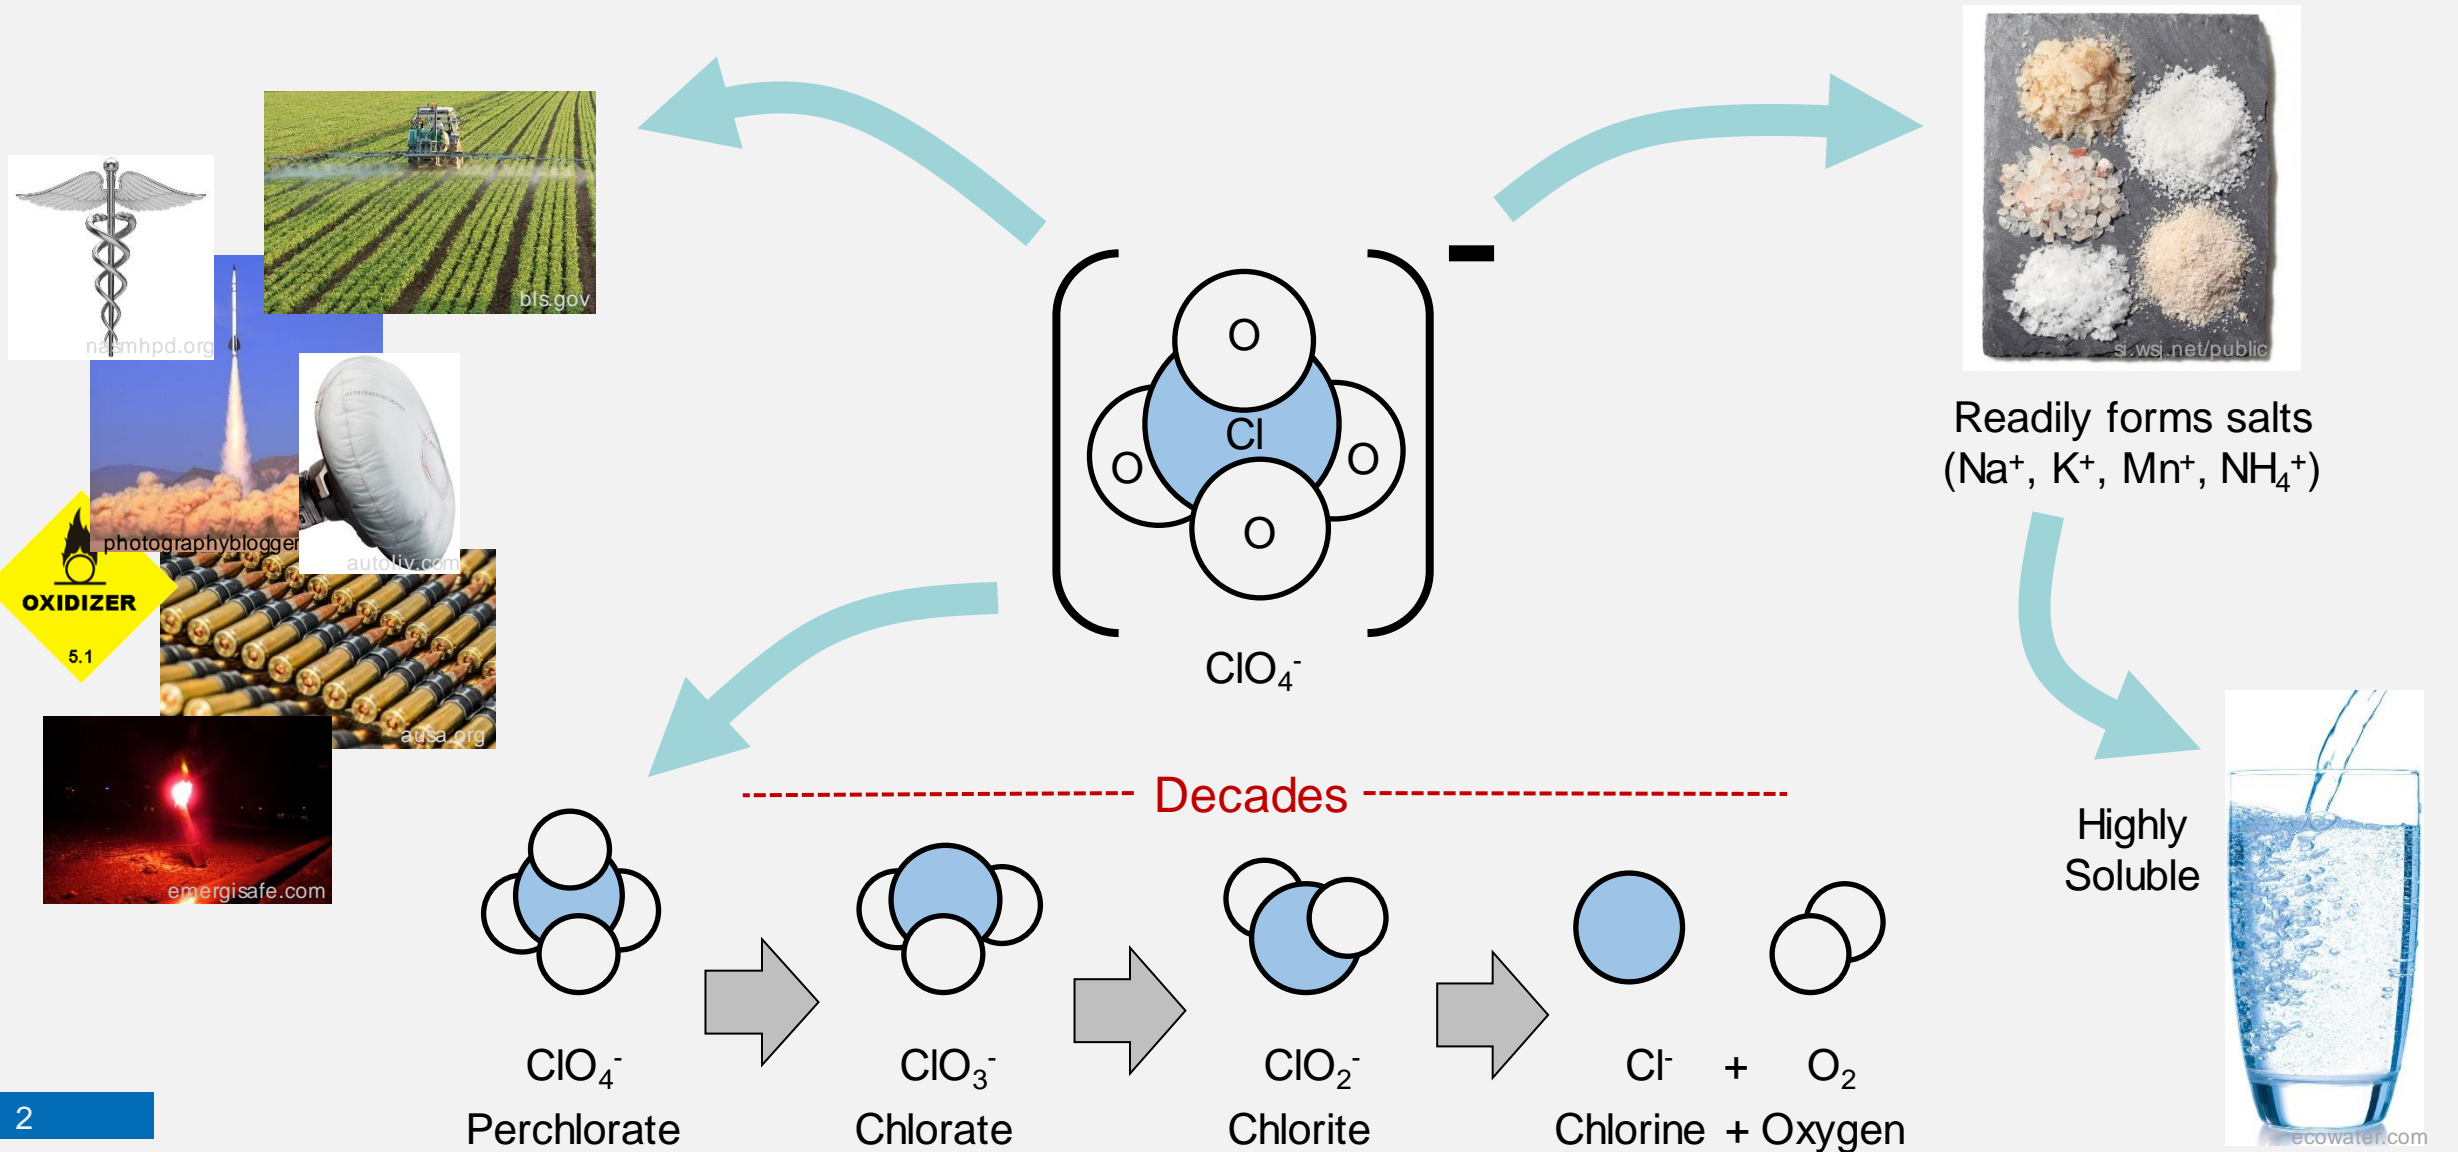 bls.gov
nasmhpd.org
photographyblogger
autoliv.com
OXIDIZER
5.1
ausa.org
emergisafe.com
O
Cl
O
O
O
ClO₄⁻
si.wsj.net/public
Readily forms salts
(Na⁺, K⁺, Mn⁺, NH₄⁺)
Highly
Soluble
ecowater.com
Decades
ClO₄⁻
Perchlorate
ClO₃⁻
Chlorate
ClO₂⁻
Chlorite
Cl⁻ + O₂
Chlorine + Oxygen
2